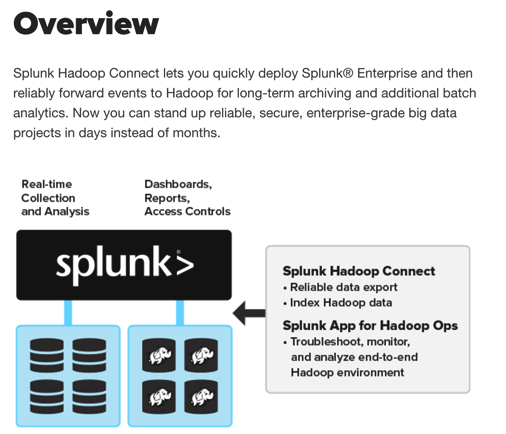 Overview
Splunk Hadoop Connect lets you quickly deploy Splunk® Enterprise and then
reliably forward events to Hadoop for long-term archiving and additional batch
analytics. Now you can stand up reliable, secure, enterprise-grade big data
projects in days instead of months.
Real-time
Collection
and Analysis
Dashboards,
Reports,
Access Controls
splunk>
Splunk Hadoop Connect
• Reliable data export
• Index Hadoop data
Splunk App for Hadoop Ops
• Troubleshoot, monitor,
and analyze end-to-end
Hadoop environment